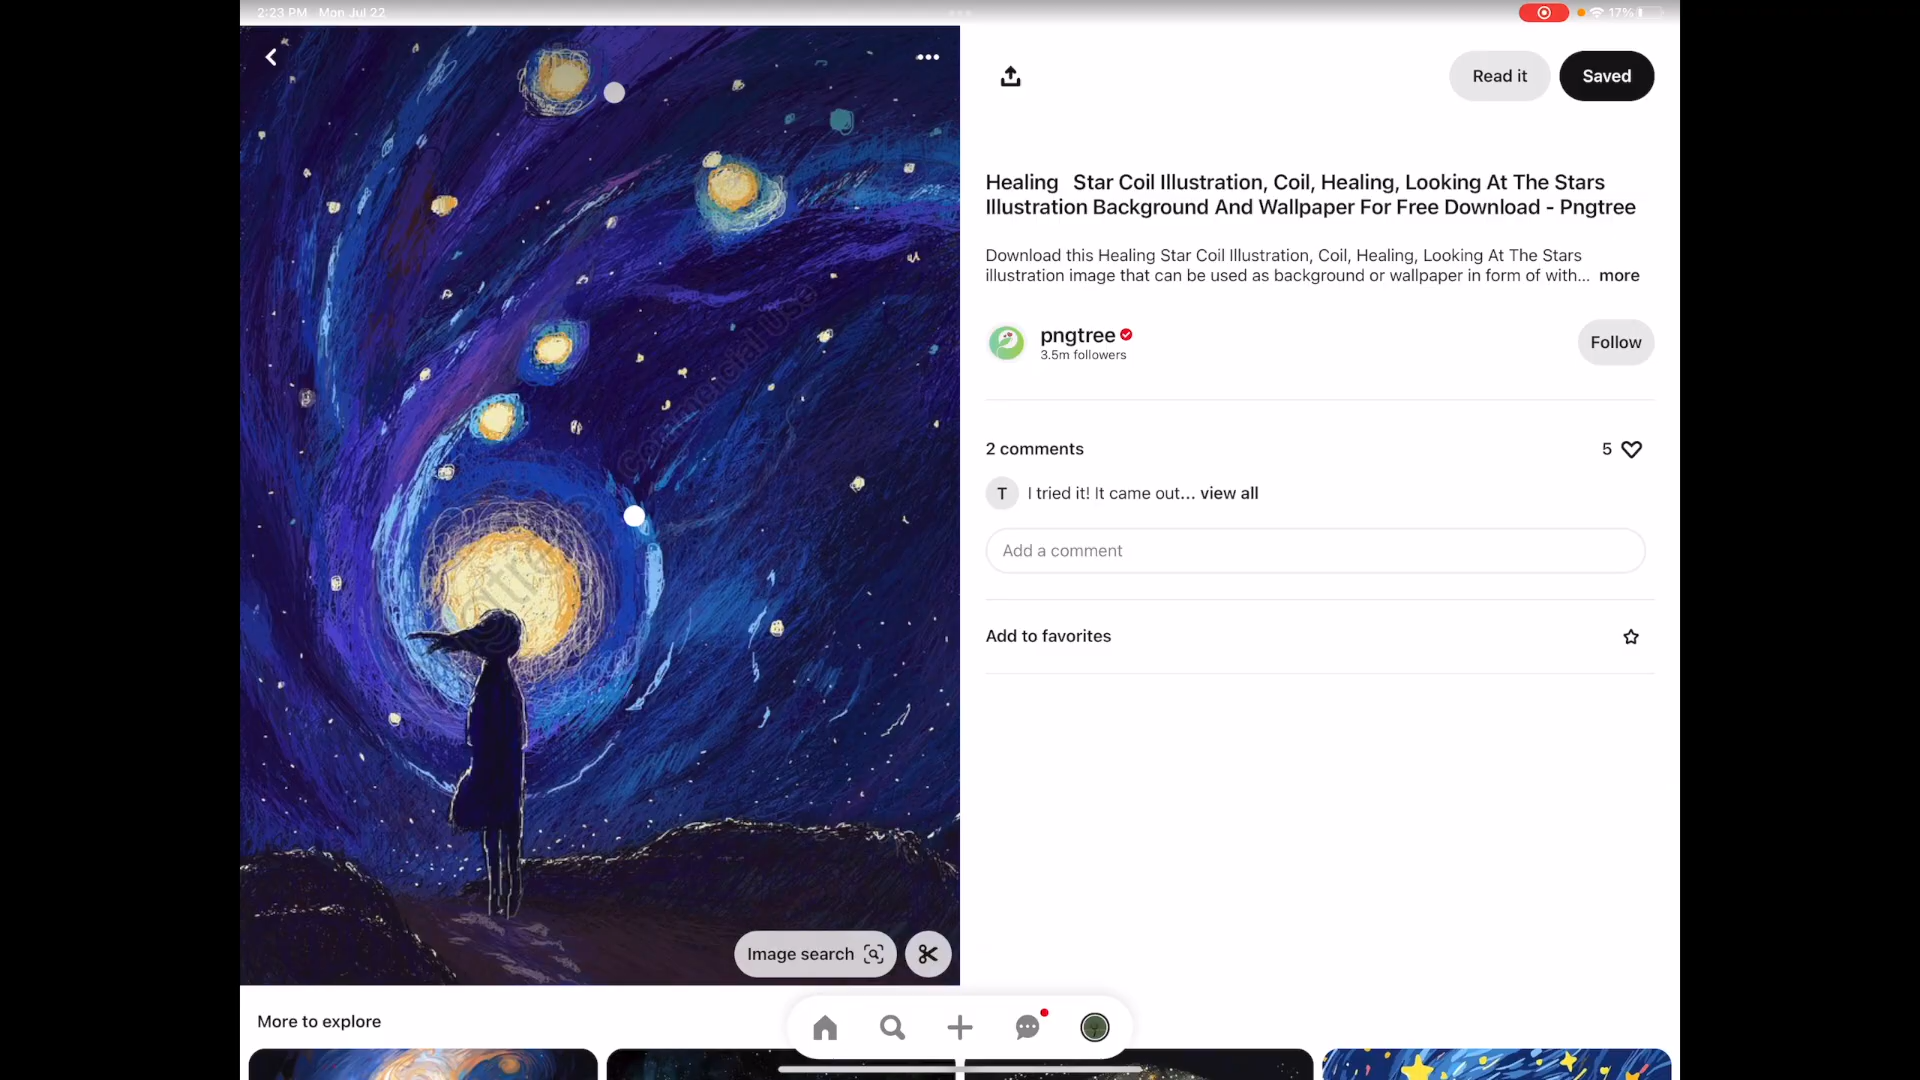 2:23 PM Mon Jul 22
17%
Read it
Saved
Healing Star Coil Illustration, Coil, Healing, Looking At The Stars
Illustration Background And Wallpaper For Free Download - Pngtree
Download this Healing Star Coil Illustration, Coil, Healing, Looking At The Stars
illustration image that can be used as background or wallpaper in form of with... more
pngtree
3.5m followers
Follow
2 comments
5
T
I tried it! It came out... view all
Add a comment
Add to favorites
Commercial Use
Image search
More to explore